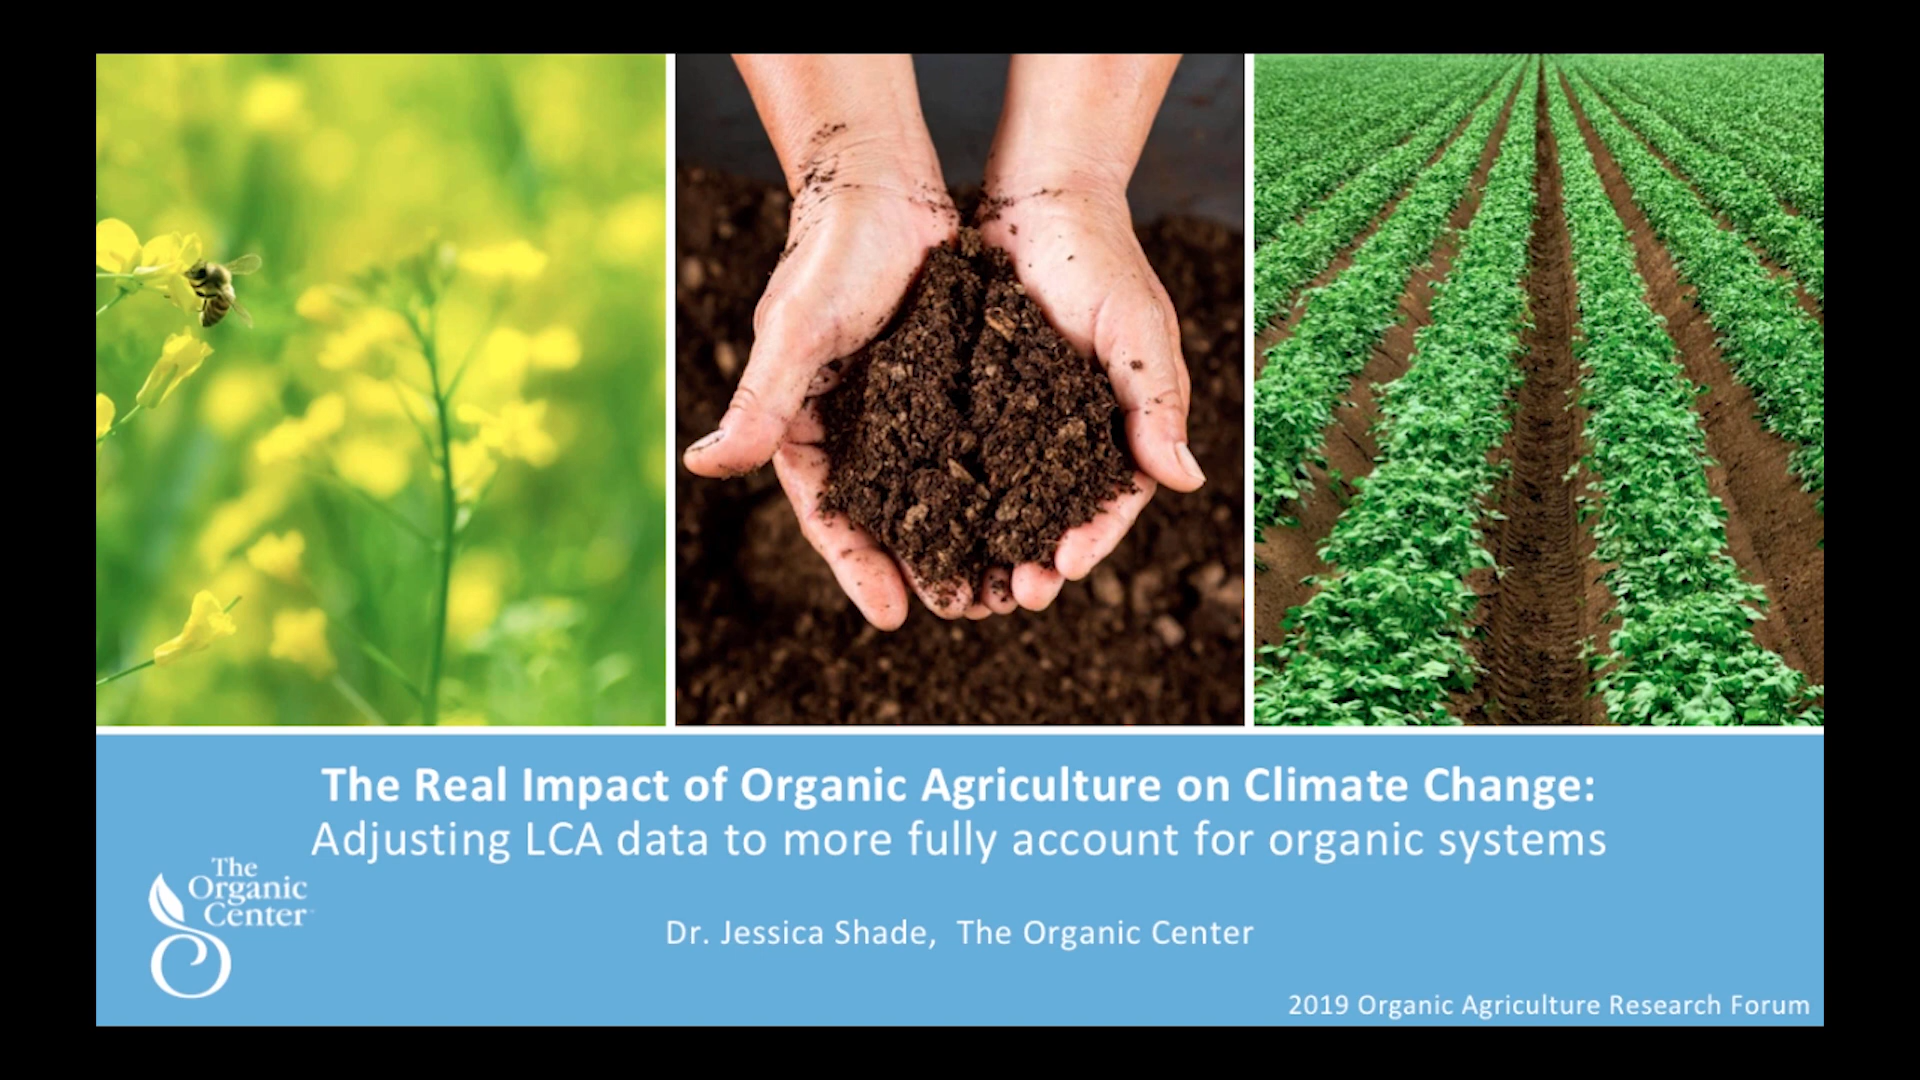 The Real Impact of Organic Agriculture on Climate Change:
Adjusting LCA data to more fully account for organic systems
The
Organic
Center
Dr. Jessica Shade, The Organic Center
2019 Organic Agriculture Research Forum